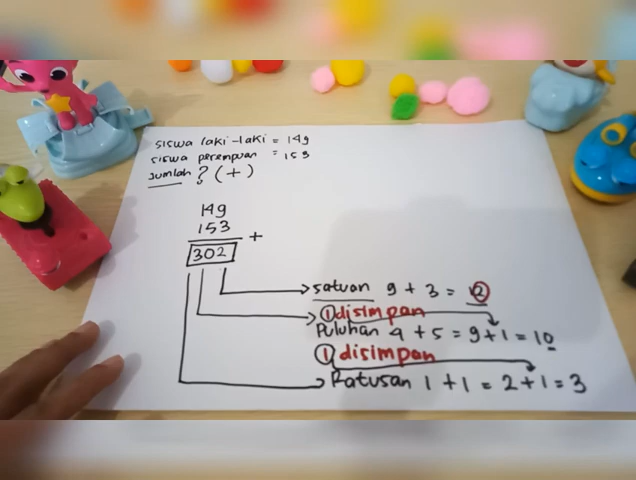 siswa laki-laki = 149
siswa perempuan = 153
Jumlah ? (+)
149
153
+
302
satuan 9 + 3 = 12
1 disimpan
Puluhan 4 + 5 = 9 + 1 = 10
1 disimpan
Ratusan 1 + 1 = 2 + 1 = 3